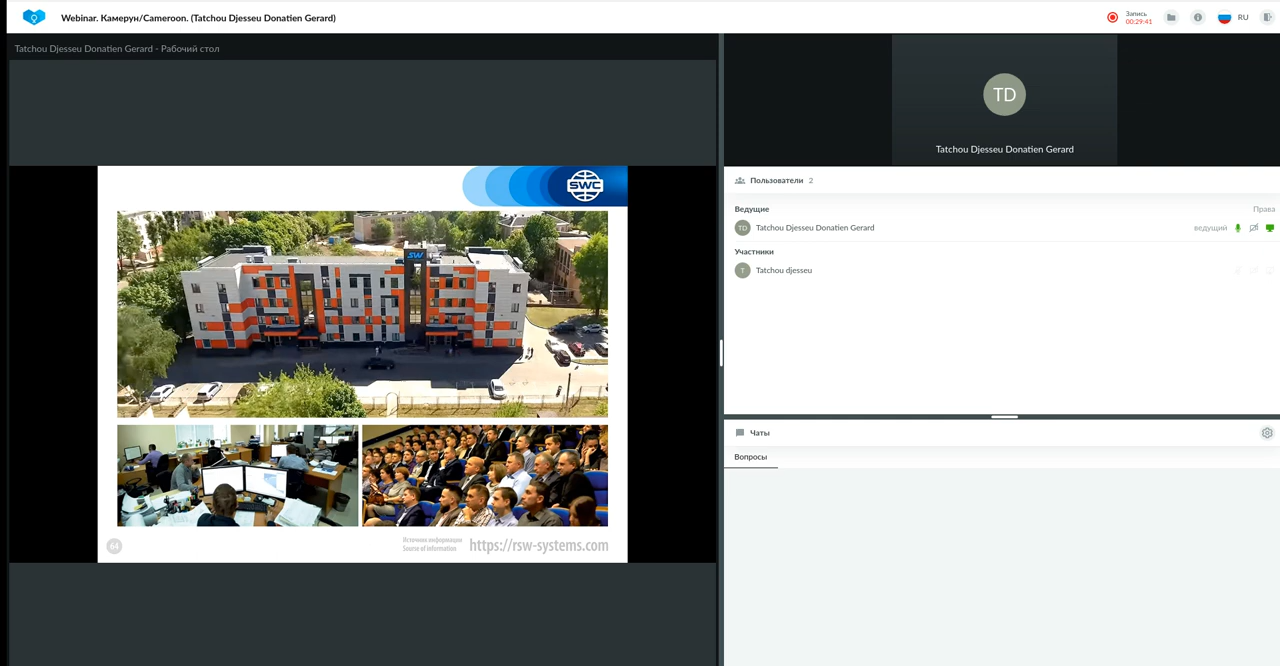 Webinar. Камерун/Cameroon. (Tatchou Djesseu Donatien Gerard)
Запись
00:29:41
RU
Tatchou Djesseu Donatien Gerard - Рабочий стол
TD
Tatchou Djesseu Donatien Gerard
Пользователи 2
Ведущие
Права
TD
Tatchou Djesseu Donatien Gerard
ведущий
Участники
T
Tatchou djesseu
Чаты
Вопросы
SWC
SW
64
Источник информации
Source of information
https://rsw-systems.com